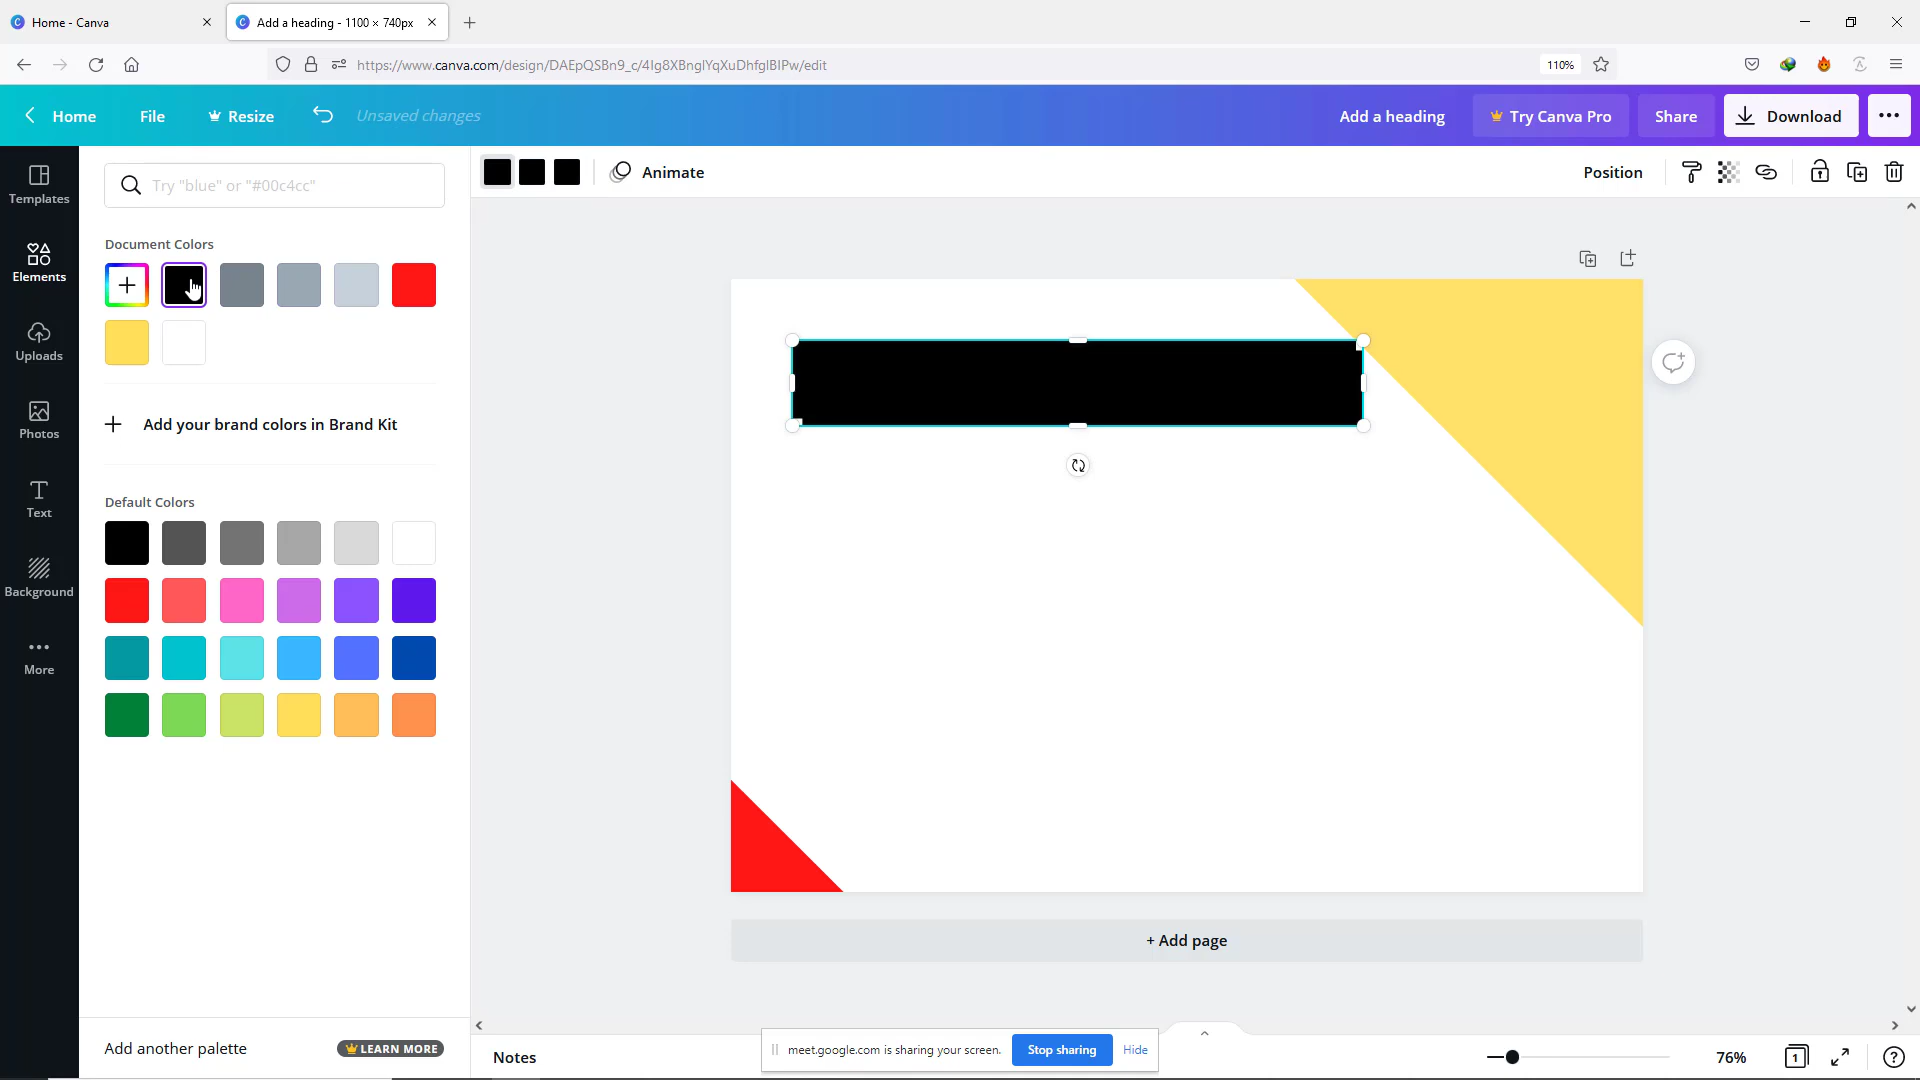 Home - Canva
Add a heading - 1100 × 740px
https://www.canva.com/design/DAEpQSBn9_c/4Ig8XBnglYqXuDhfglBIPw/edit
110%
Home
File
Resize
Unsaved changes
Add a heading
Try Canva Pro
Share
Download
Templates
Elements
Uploads
Photos
Text
Background
More
Try "blue" or "#00c4cc"
Document Colors
Add your brand colors in Brand Kit
Default Colors
Add another palette
LEARN MORE
Animate
Position
+ Add page
Notes
meet.google.com is sharing your screen.
Stop sharing
Hide
76%
1